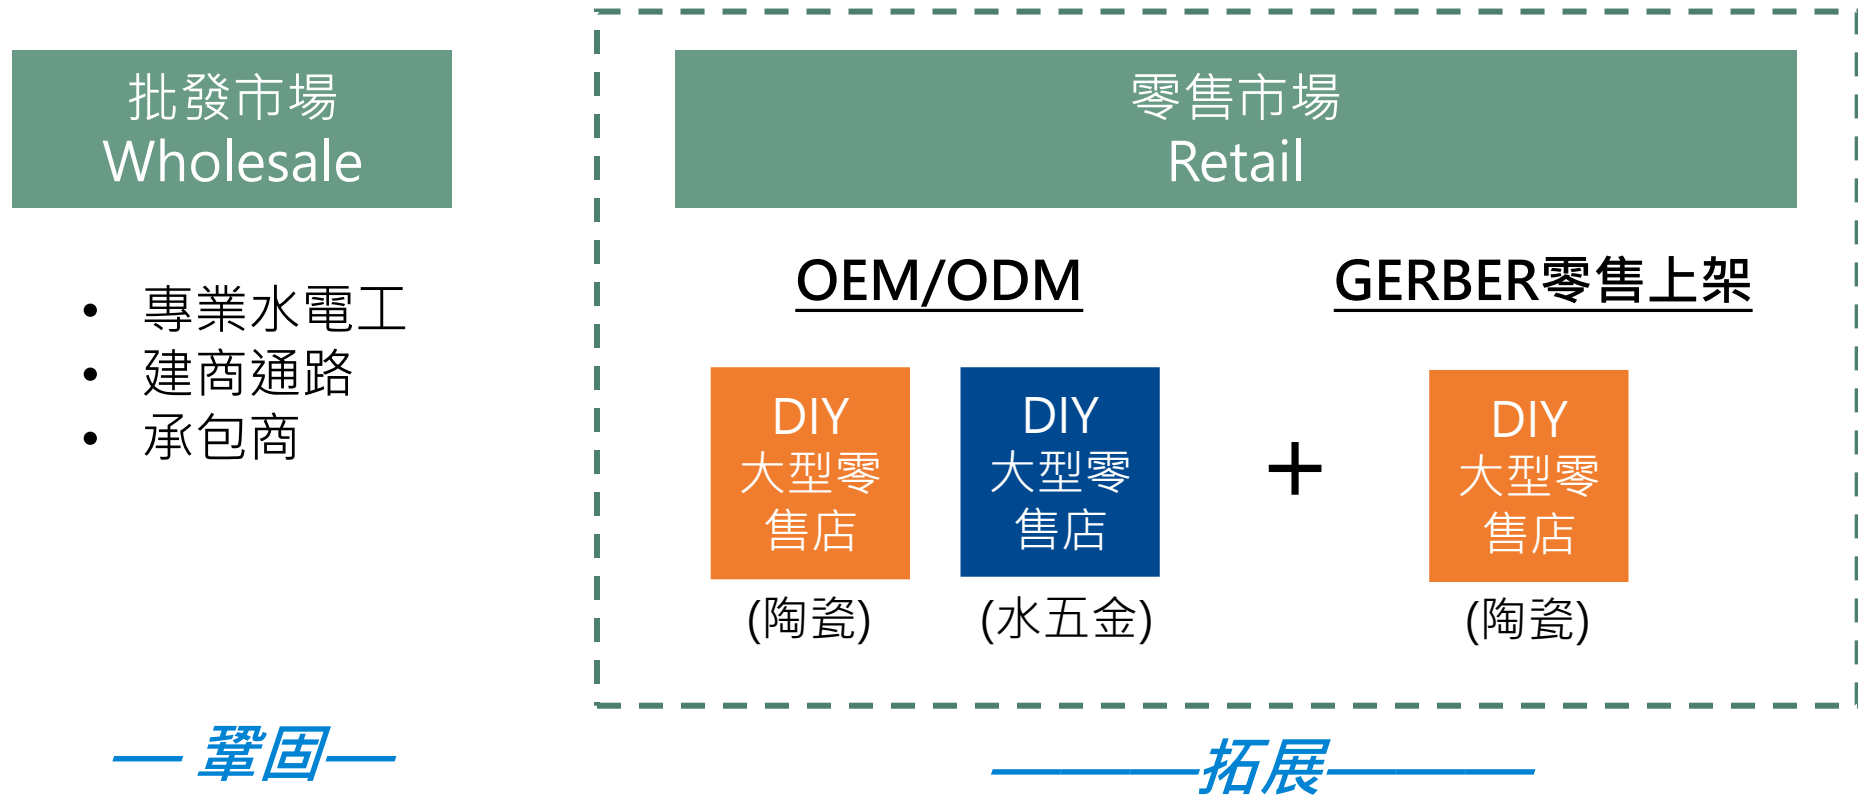 批發市場
Wholesale
• 專業水電工
• 建商通路
• 承包商
— 鞏固—
零售市場
Retail
OEM/ODM
DIY
大型零
售店
(陶瓷)
DIY
大型零
售店
(水五金)
+
GERBER零售上架
DIY
大型零
售店
(陶瓷)
———拓展———